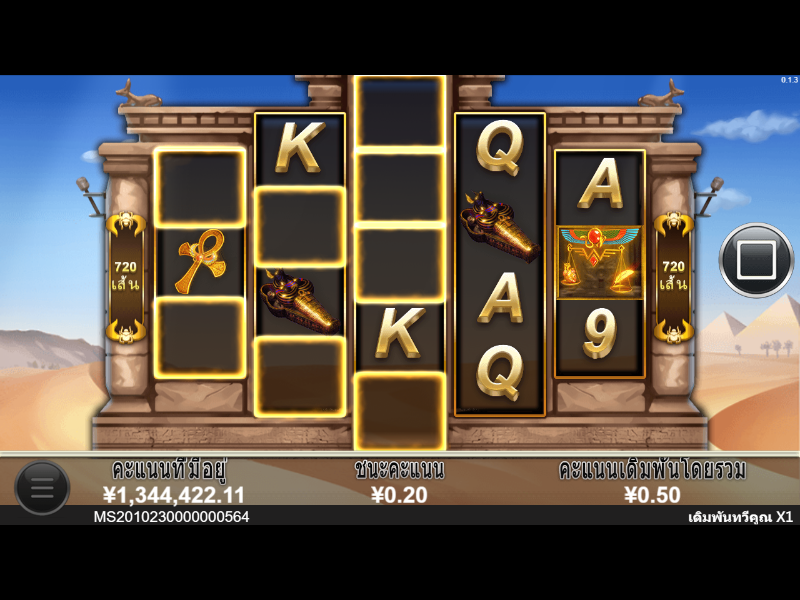 0.1.3
K
Q
A
720
เส้น
720
เส้น
A
K
9
Q
คะแนนที่มีอยู่
ชนะคะแนน
คะแนนเดิมพันโดยรวม
¥1,344,422.11
¥0.20
¥0.50
MS2010230000000564
เดิมพันทวีคูณ X1